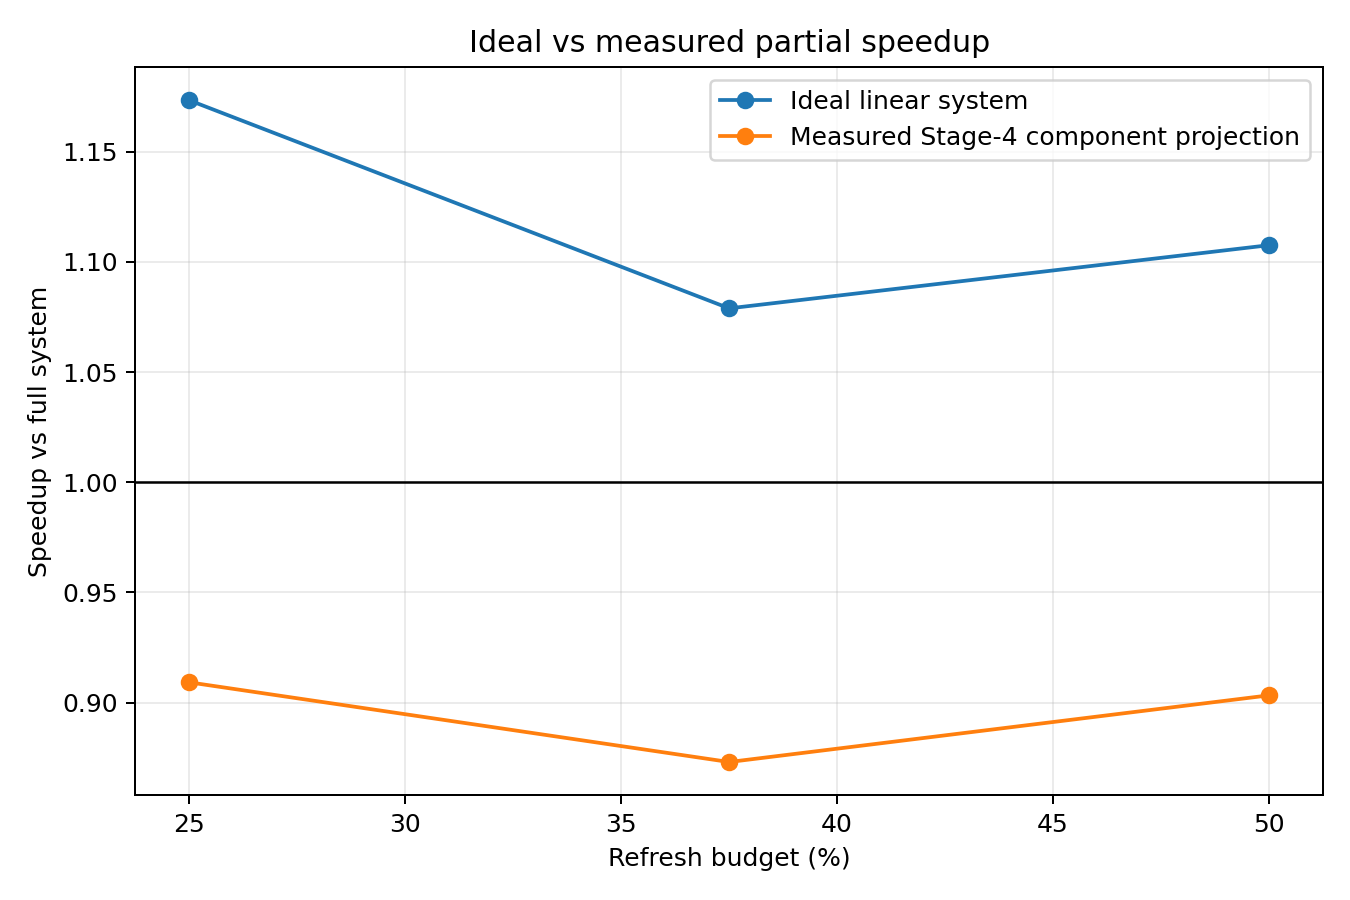 Ideal vs measured partial speedup
Ideal linear system
Measured Stage-4 component projection
Speedup vs full system
1.15
1.10
1.05
1.00
0.95
0.90
25
30
35
40
45
50
Refresh budget (%)